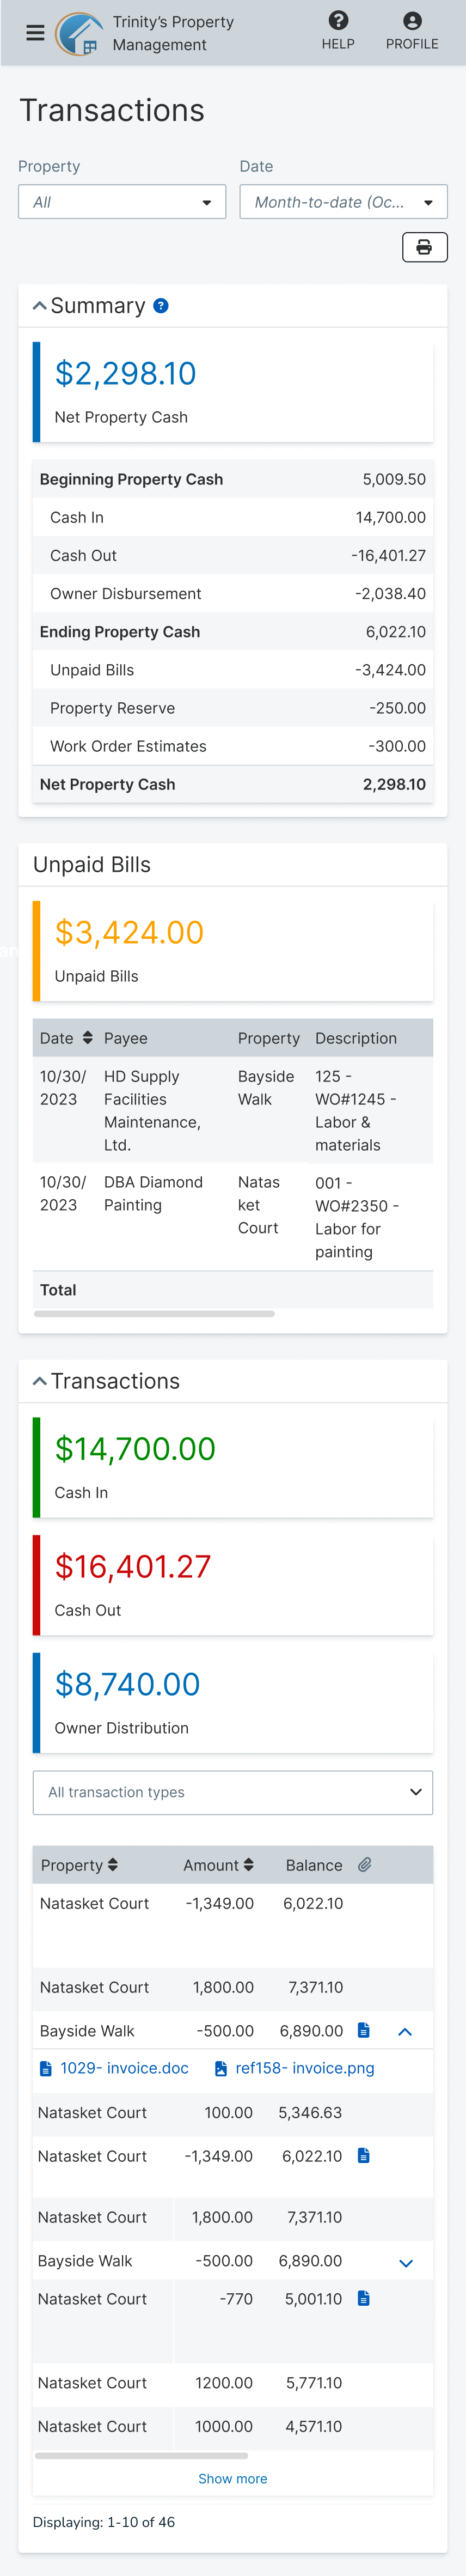 Trinity's Property
Management
HELP
PROFILE
Transactions
Property
Date
All
Month-to-date (Oc...
Summary ?
$2,298.10
Net Property Cash
Beginning Property Cash 5,009.50
Cash In 14,700.00
Cash Out -16,401.27
Owner Disbursement -2,038.40
Ending Property Cash 6,022.10
Unpaid Bills -3,424.00
Property Reserve -250.00
Work Order Estimates -300.00
Net Property Cash 2,298.10
Unpaid Bills
$3,424.00
an
Unpaid Bills
Date Payee Property Description
10/30/ HD Supply Bayside 125 -
2023 Facilities Walk WO#1245 -
Maintenance, Labor &
Ltd. materials
10/30/ DBA Diamond Natas 001 -
2023 Painting ket WO#2350 -
Court Labor for
painting
Total
Transactions
$14,700.00
Cash In
$16,401.27
Cash Out
$8,740.00
Owner Distribution
All transaction types
Property Amount Balance
Natasket Court -1,349.00 6,022.10
Natasket Court 1,800.00 7,371.10
Bayside Walk -500.00 6,890.00
1029- invoice.doc ref158- invoice.png
Natasket Court 100.00 5,346.63
Natasket Court -1,349.00 6,022.10
Natasket Court 1,800.00 7,371.10
Bayside Walk -500.00 6,890.00
Natasket Court -770 5,001.10
Natasket Court 1200.00 5,771.10
Natasket Court 1000.00 4,571.10
Show more
Displaying: 1-10 of 46